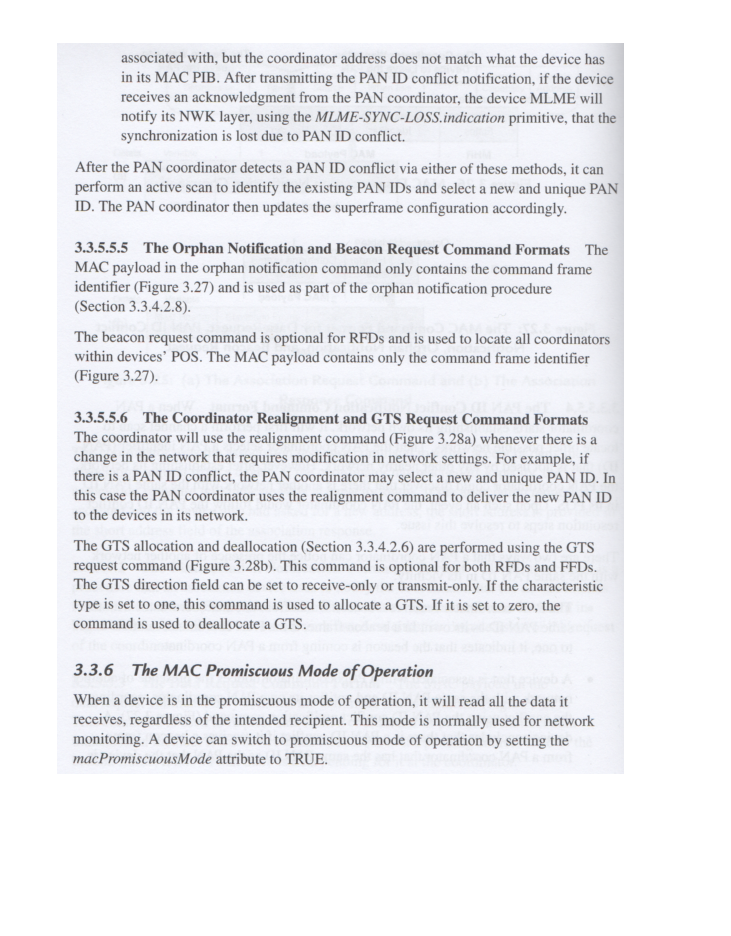 associated with, but the coordinator address does not match what the device has
in its MAC PIB. After transmitting the PAN ID conflict notification, if the device
receives an acknowledgment from the PAN coordinator, the device MLME will
notify its NWK layer, using the MLME-SYNC-LOSS.indication primitive, that the
synchronization is lost due to PAN ID conflict.
After the PAN coordinator detects a PAN ID conflict via either of these methods, it can
perform an active scan to identify the existing PAN IDs and select a new and unique PAN
ID. The PAN coordinator then updates the superframe configuration accordingly.
3.3.5.5.5 The Orphan Notification and Beacon Request Command Formats The
MAC payload in the orphan notification command only contains the command frame
identifier (Figure 3.27) and is used as part of the orphan notification procedure
(Section 3.3.4.2.8).
The beacon request command is optional for RFDs and is used to locate all coordinators
within devices' POS. The MAC payload contains only the command frame identifier
(Figure 3.27).
3.3.5.5.6 The Coordinator Realignment and GTS Request Command Formats
The coordinator will use the realignment command (Figure 3.28a) whenever there is a
change in the network that requires modification in network settings. For example, if
there is a PAN ID conflict, the PAN coordinator may select a new and unique PAN ID. In
this case the PAN coordinator uses the realignment command to deliver the new PAN ID
to the devices in its network.
The GTS allocation and deallocation (Section 3.3.4.2.6) are performed using the GTS
request command (Figure 3.28b). This command is optional for both RFDs and FFDs.
The GTS direction field can be set to receive-only or transmit-only. If the characteristic
type is set to one, this command is used to allocate a GTS. If it is set to zero, the
command is used to deallocate a GTS.
3.3.6 The MAC Promiscuous Mode of Operation
When a device is in the promiscuous mode of operation, it will read all the data it
receives, regardless of the intended recipient. This mode is normally used for network
monitoring. A device can switch to promiscuous mode of operation by setting the
macPromiscuousMode attribute to TRUE.